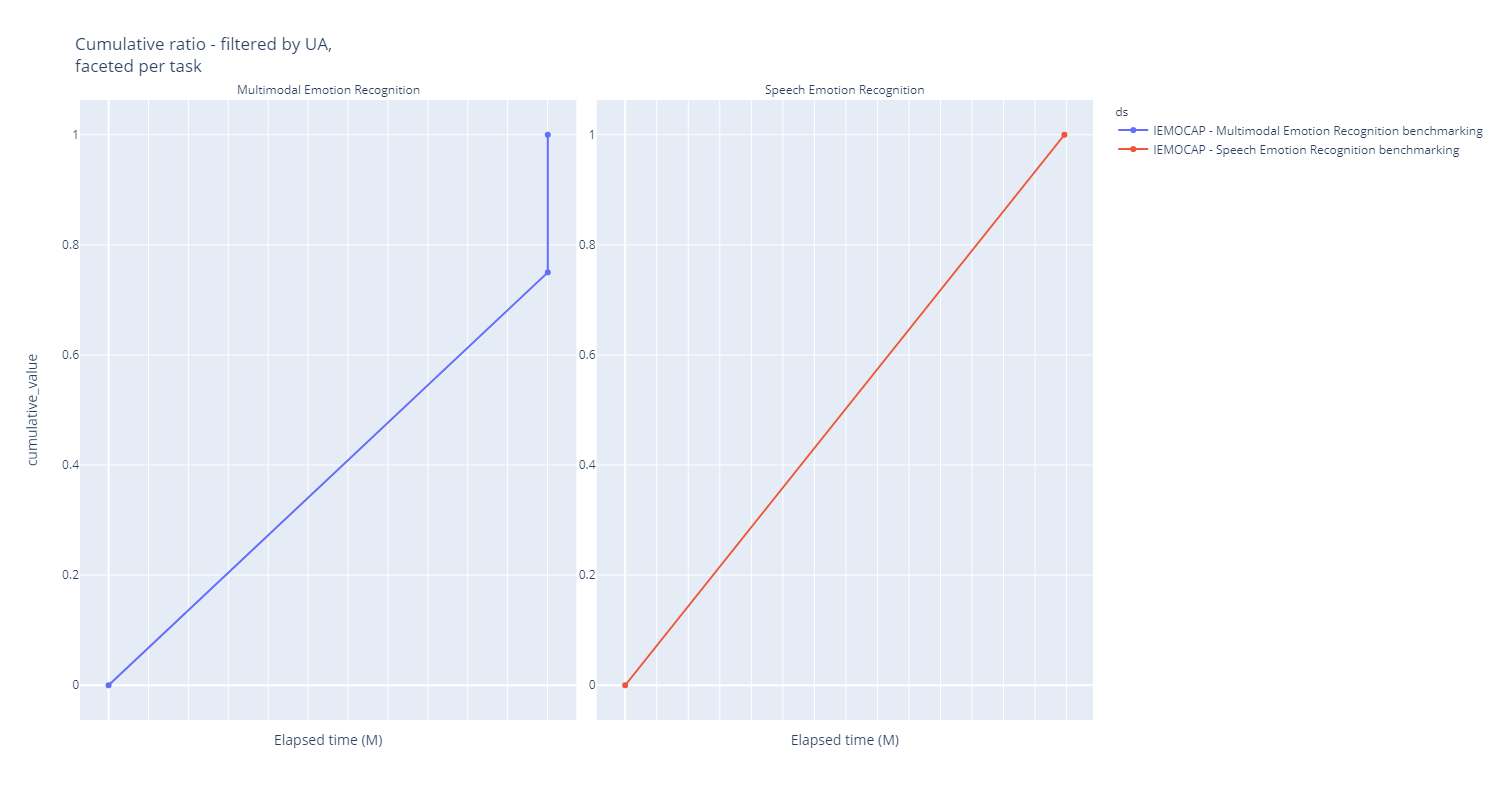 Cumulative ratio - filtered by UA,
faceted per task
Multimodal Emotion Recognition
Speech Emotion Recognition
ds
IEMOCAP - Multimodal Emotion Recognition benchmarking
IEMOCAP - Speech Emotion Recognition benchmarking
cumulative_value
1
0.8
0.6
0.4
0.2
0
1
0.8
0.6
0.4
0.2
0
Elapsed time (M)
Elapsed time (M)